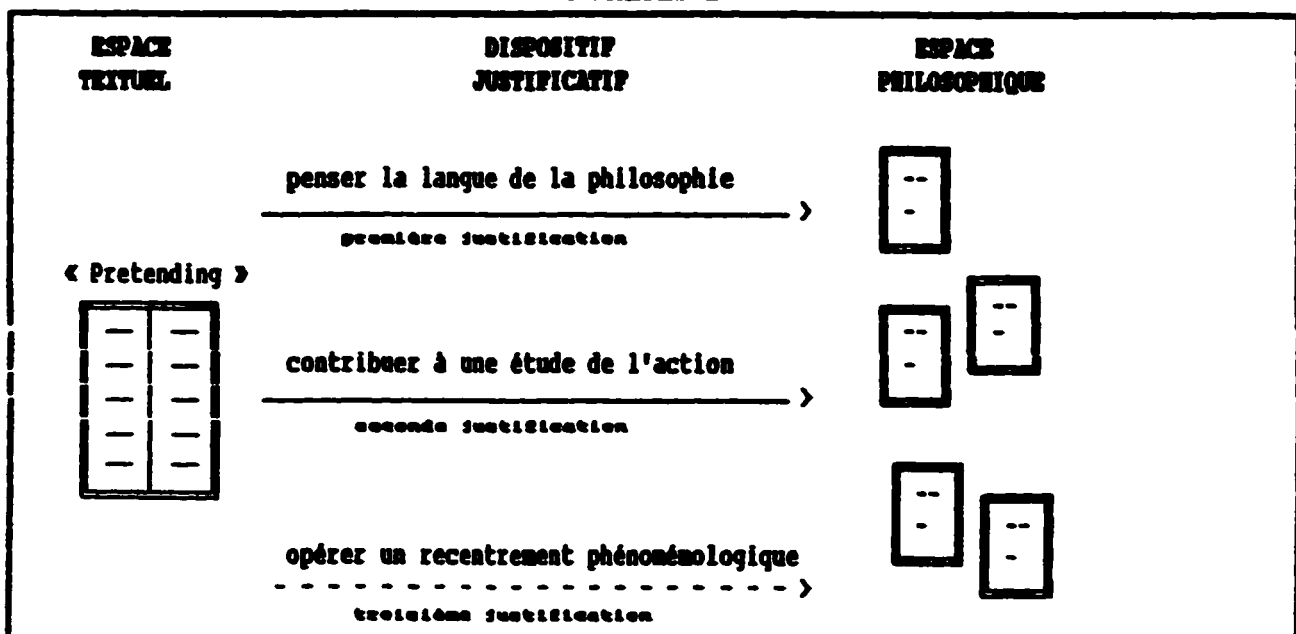 ESPACE TEXTUEL
DISPOSITIF JUSTIFICATIF
ESPACE PHILOSOPHIQUE
penser la langue de la philosophie
première justification
« Pretending »
contribuer à une étude de l'action
seconde justification
opérer un recentrement phénoménologique
troisième justification